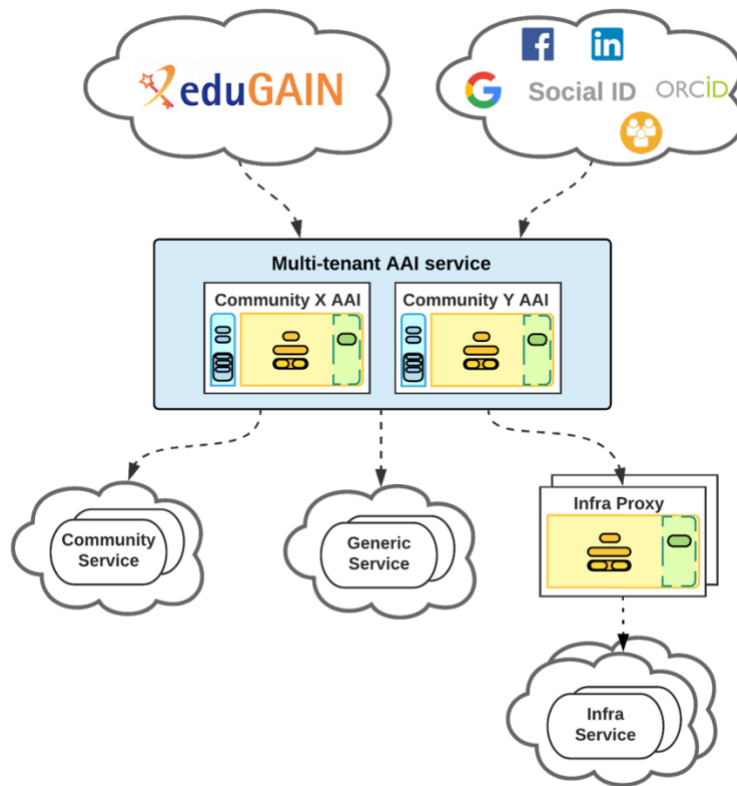 eduGAIN
f
in
G
Social ID
ORCiD
Multi-tenant AAI service
Community X AAI
Community Y AAI
Community
Service
Generic
Service
Infra Proxy
Infra
Service